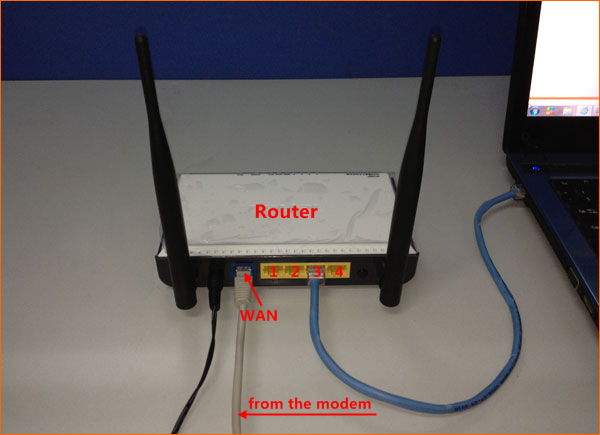 Router
1 2 3 4
WAN
from the modem